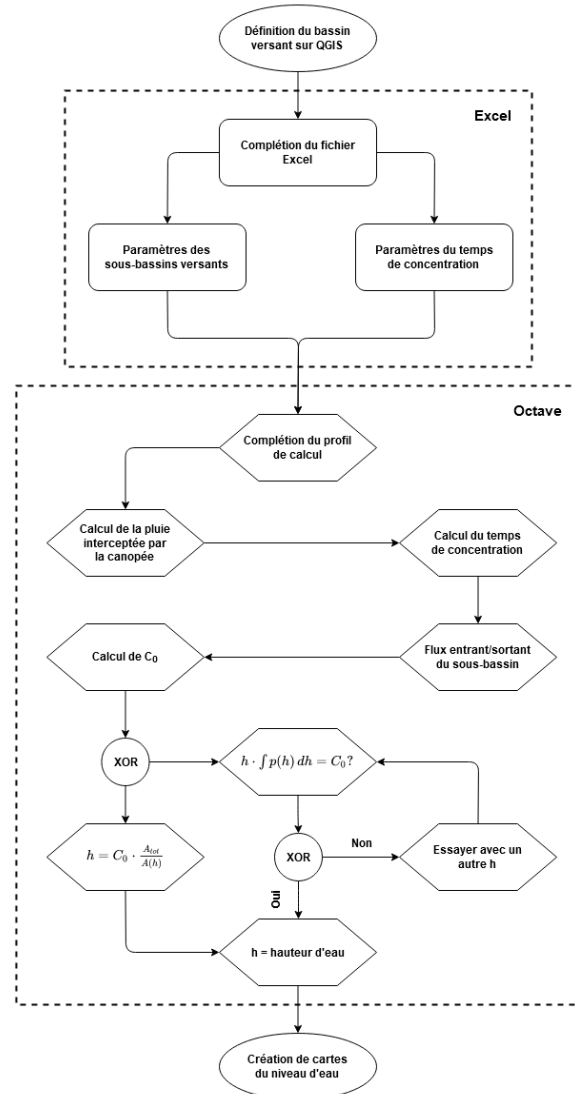 Définition du bassin
versant sur QGIS
Excel
Complétion du fichier
Excel
Paramètres des
sous-bassins versants
Paramètres du temps
de concentration
Octave
Complétion du profil
de calcul
Calcul de la pluie
interceptée par
la canopée
Calcul du temps
de concentration
Calcul de C₀
Flux entrant/sortant
du sous-bassin
XOR
h · ∫ p(h) dh = C₀?
h = C₀ · A_tot/A(h)
XOR
Non
Essayer avec un
autre h
Oui
h = hauteur d'eau
Création de cartes
du niveau d'eau